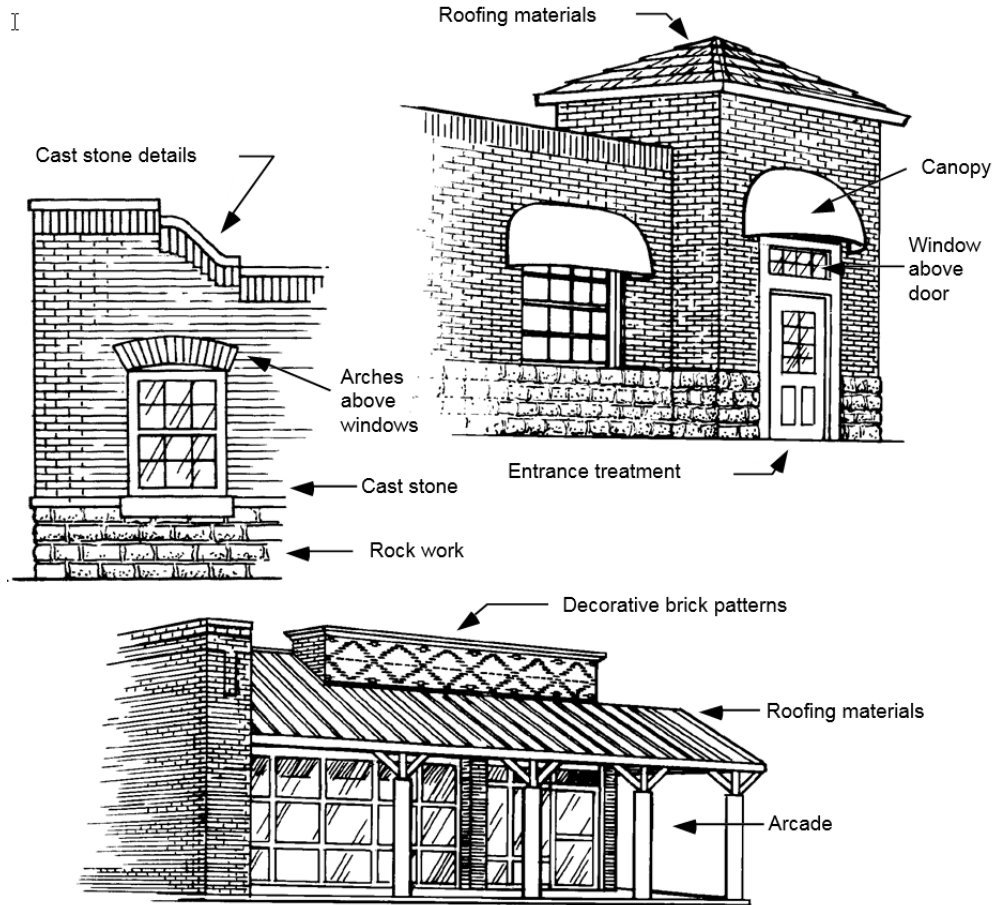 Roofing materials
Cast stone details
Canopy
Window
above
door
Arches
above
windows
Entrance treatment
Cast stone
Rock work
Decorative brick patterns
Roofing materials
Arcade